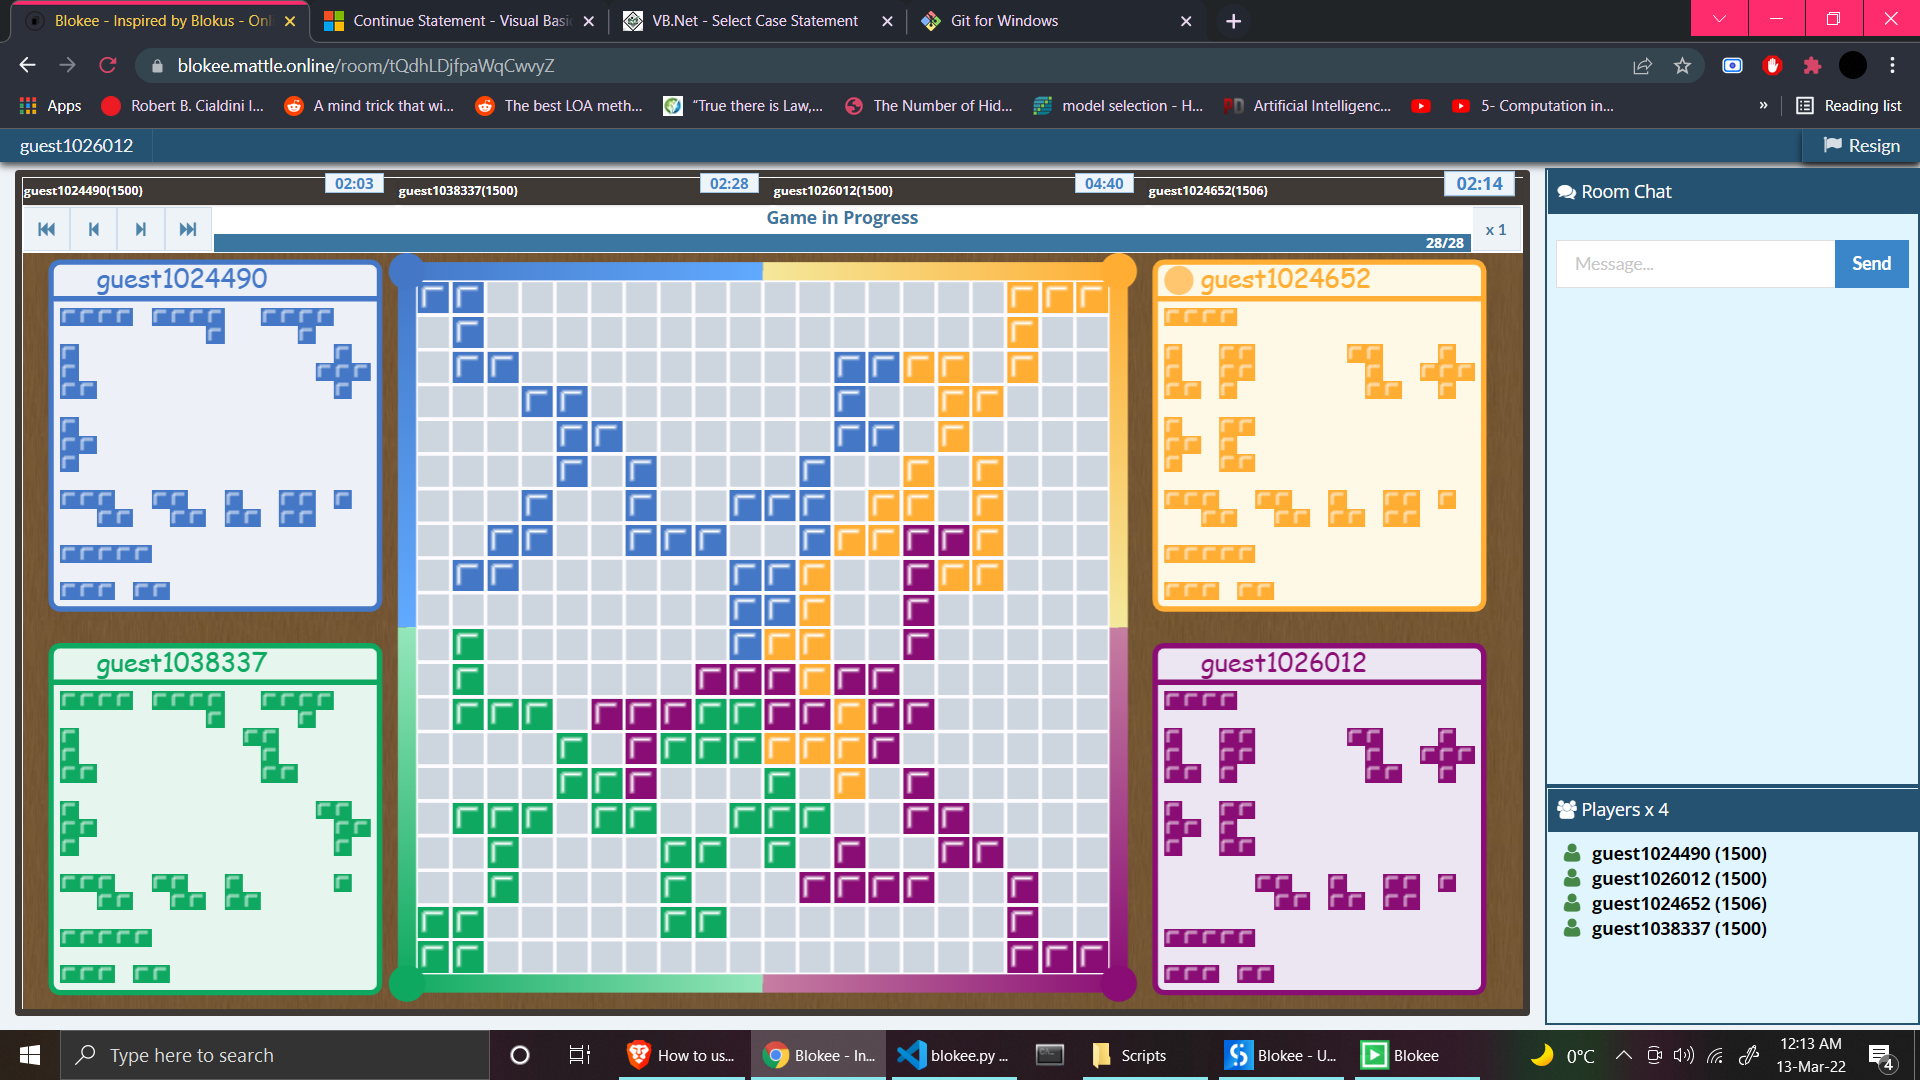 Blokee - Inspired by Blokus - Onl
Continue Statement - Visual Basi
VB.Net - Select Case Statement
Git for Windows
blokee.mattle.online/room/tQdhLDjfpaWqCwvyZ
Apps
Robert B. Cialdini I...
A mind trick that wi...
The best LOA meth...
“True there is Law,...
The Number of Hid...
model selection - H...
Artificial Intelligenc...
5- Computation in...
»
Reading list
guest1026012
Resign
guest1024490(1500)
02:03
guest1038337(1500)
02:28
guest1026012(1500)
04:40
guest1024652(1506)
02:14
Game in Progress
28/28
x 1
guest1024490
guest1024652
guest1038337
guest1026012
Room Chat
Message...
Send
Players x 4
guest1024490 (1500)
guest1026012 (1500)
guest1024652 (1506)
guest1038337 (1500)
Type here to search
How to us...
Blokee - In...
blokee.py ...
Scripts
Blokee - U...
Blokee
0°C
12:13 AM
13-Mar-22
4